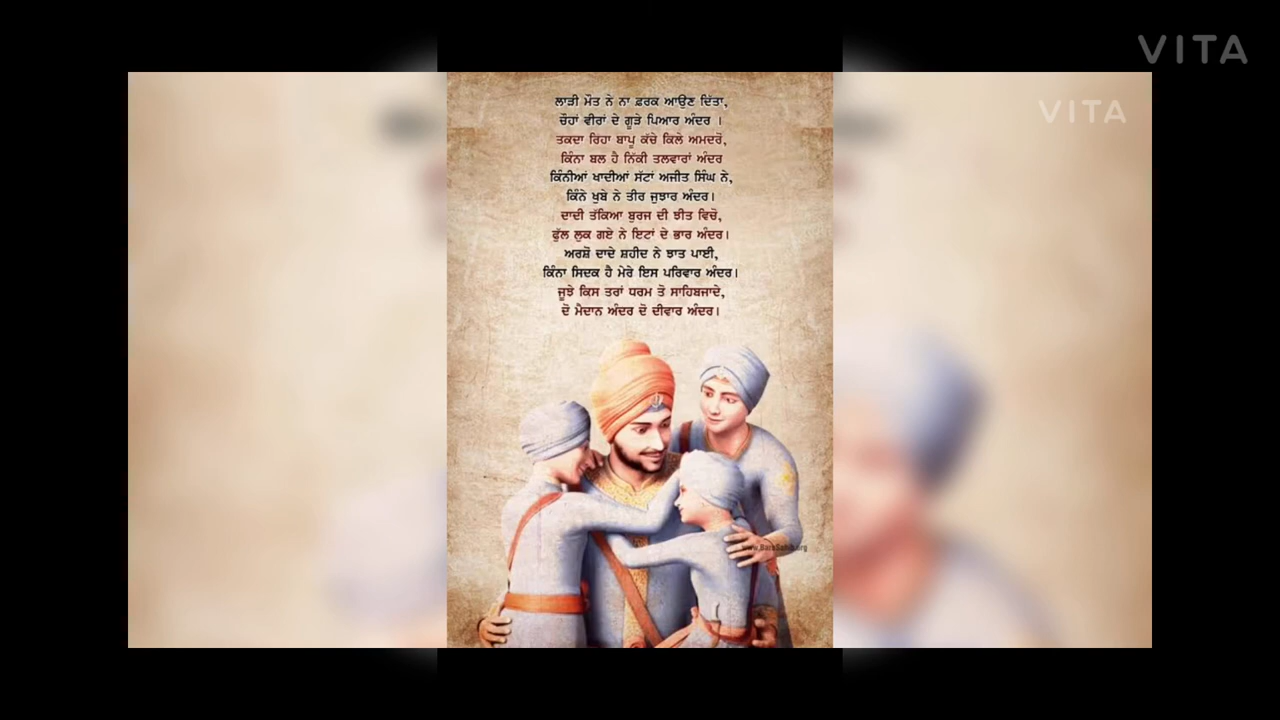 VITA
VITA
ਲਾੜੀ ਮੌਤ ਨੇ ਨਾ ਫ਼ਰਕ ਆਉਣ ਦਿੱਤਾ,
ਚੌਹਾਂ ਵੀਰਾਂ ਦੇ ਗੂੜੇ ਪਿਆਰ ਅੰਦਰ ।
ਤਕਦਾ ਰਿਹਾ ਬਾਪੂ ਕੱਚੇ ਕਿਲੇ ਅਮਦਰੋਂ,
ਕਿੰਨਾ ਬਲ ਹੈ ਨਿੱਕੀ ਤਲਵਾਰਾਂ ਅੰਦਰ
ਕਿੰਨੀਆਂ ਖਾਦੀਆਂ ਸੱਟਾਂ ਅਜੀਤ ਸਿੰਘ ਨੇ,
ਕਿੰਨੇ ਖੁਬੇ ਨੇ ਤੀਰ ਜੁਝਾਰ ਅੰਦਰ।
ਦਾਦੀ ਤੱਕਿਆ ਬੁਰਜ ਦੀ ਝੀਤ ਵਿਚੋ,
ਫੁੱਲ ਲੁਕ ਗਏ ਨੇ ਇਟਾਂ ਦੇ ਭਾਰ ਅੰਦਰ।
ਅਰਸ਼ੋ ਦਾਦੇ ਸ਼ਹੀਦ ਨੇ ਝਾਤ ਪਾਈ,
ਕਿੰਨਾ ਸਿਦਕ ਹੈ ਮੇਰੇ ਇਸ ਪਰਿਵਾਰ ਅੰਦਰ।
ਜੂਝੇ ਕਿਸ ਤਰਾਂ ਧਰਮ ਤੋ ਸਾਹਿਬਜਾਦੇ,
ਦੋ ਮੈਦਾਨ ਅੰਦਰ ਦੋ ਦੀਵਾਰ ਅੰਦਰ।